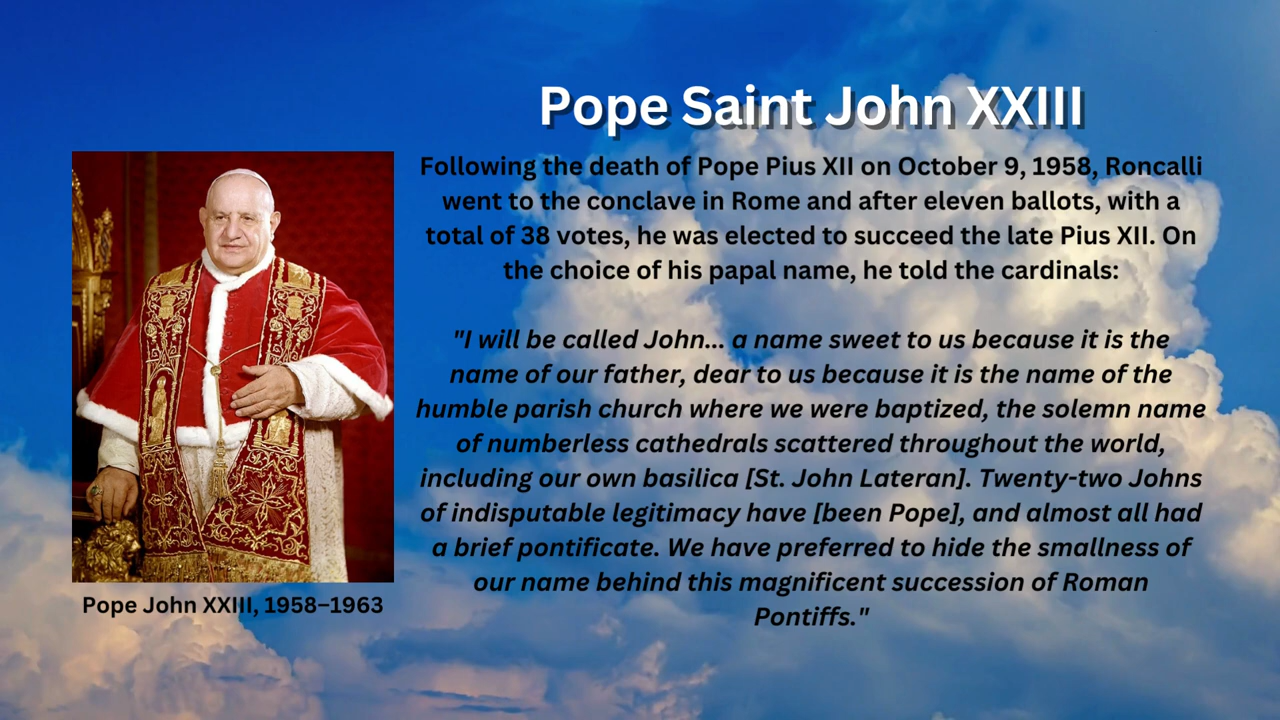 Pope Saint John XXIII
Following the death of Pope Pius XII on October 9, 1958, Roncalli
went to the conclave in Rome and after eleven ballots, with a
total of 38 votes, he was elected to succeed the late Pius XII. On
the choice of his papal name, he told the cardinals:
"I will be called John... a name sweet to us because it is the
name of our father, dear to us because it is the name of the
humble parish church where we were baptized, the solemn name
of numberless cathedrals scattered throughout the world,
including our own basilica [St. John Lateran]. Twenty-two Johns
of indisputable legitimacy have [been Pope], and almost all had
a brief pontificate. We have preferred to hide the smallness of
our name behind this magnificent succession of Roman
Pontiffs."
Pope John XXIII, 1958–1963